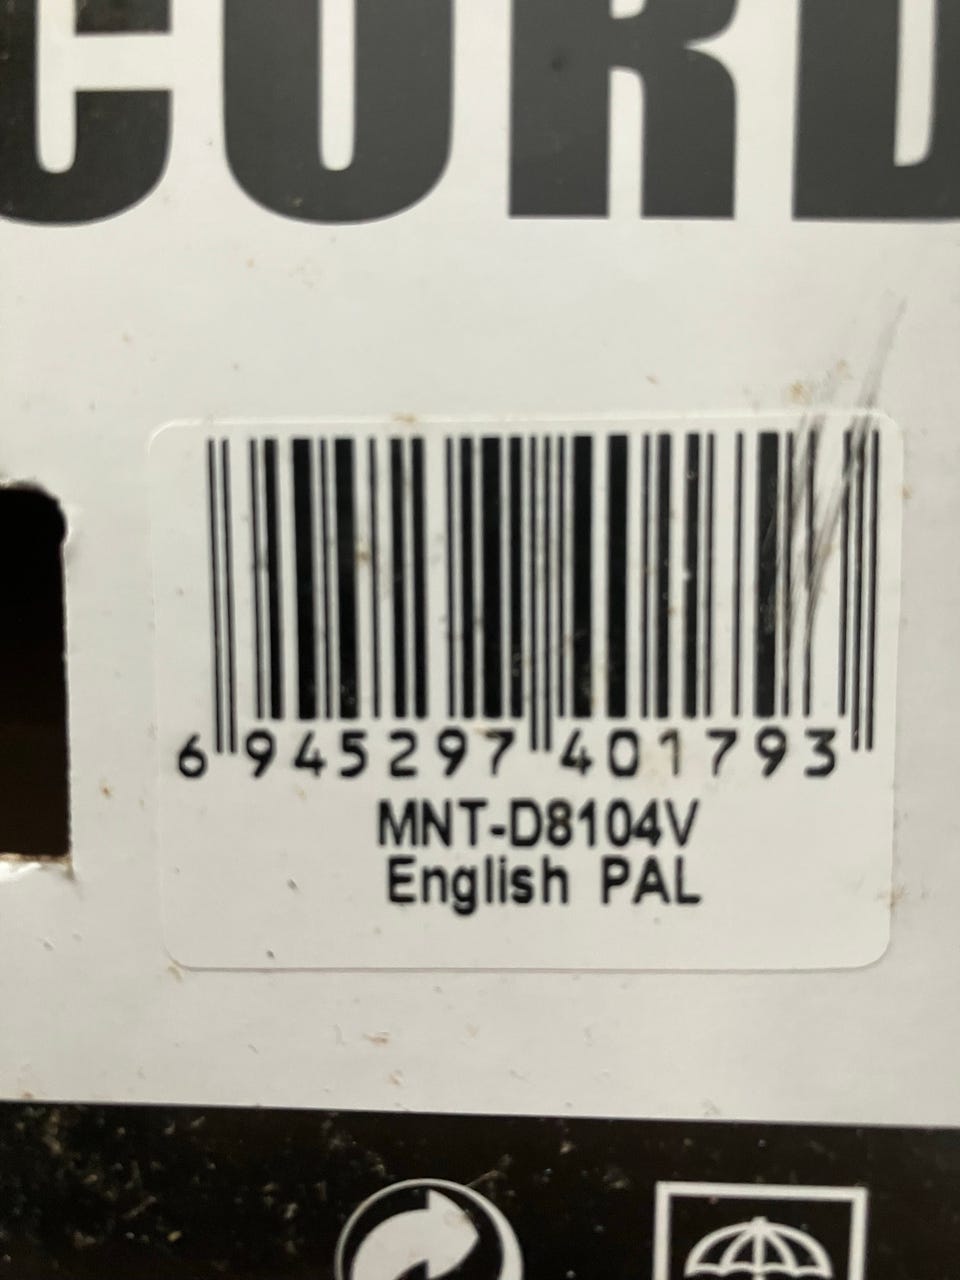 CORD
6 945297 401793
MNT-D8104V
English PAL